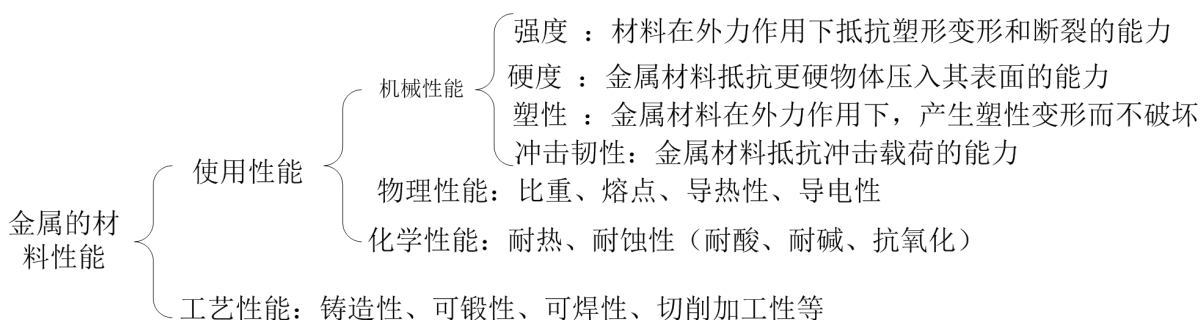 强度 ：材料在外力作用下抵抗塑形变形和断裂的能力
硬度 ：金属材料抵抗更硬物体压入其表面的能力
机械性能
塑性 ：金属材料在外力作用下，产生塑性变形而不破坏
冲击韧性：金属材料抵抗冲击载荷的能力
使用性能
物理性能：比重、熔点、导热性、导电性
金属的材
料性能
化学性能：耐热、耐蚀性（耐酸、耐碱、抗氧化）
工艺性能：铸造性、可锻性、可焊性、切削加工性等